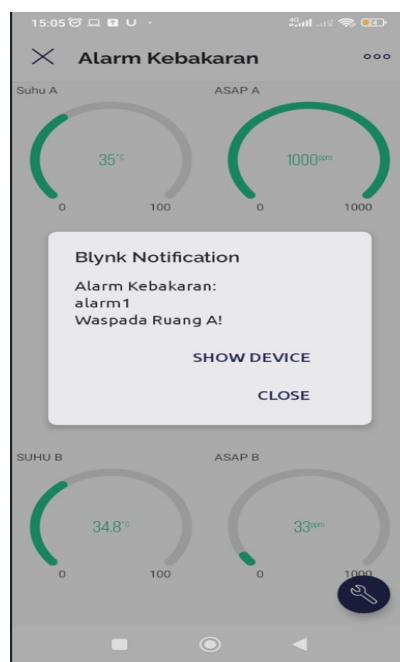 15:05
Alarm Kebakaran
Suhu A
ASAP A
35°C
1000ppm
0
100
0
1000
Blynk Notification
Alarm Kebakaran:
alarm1
Waspada Ruang A!
SHOW DEVICE
CLOSE
SUHU B
ASAP B
34.8°C
33ppm
0
100
0
1000